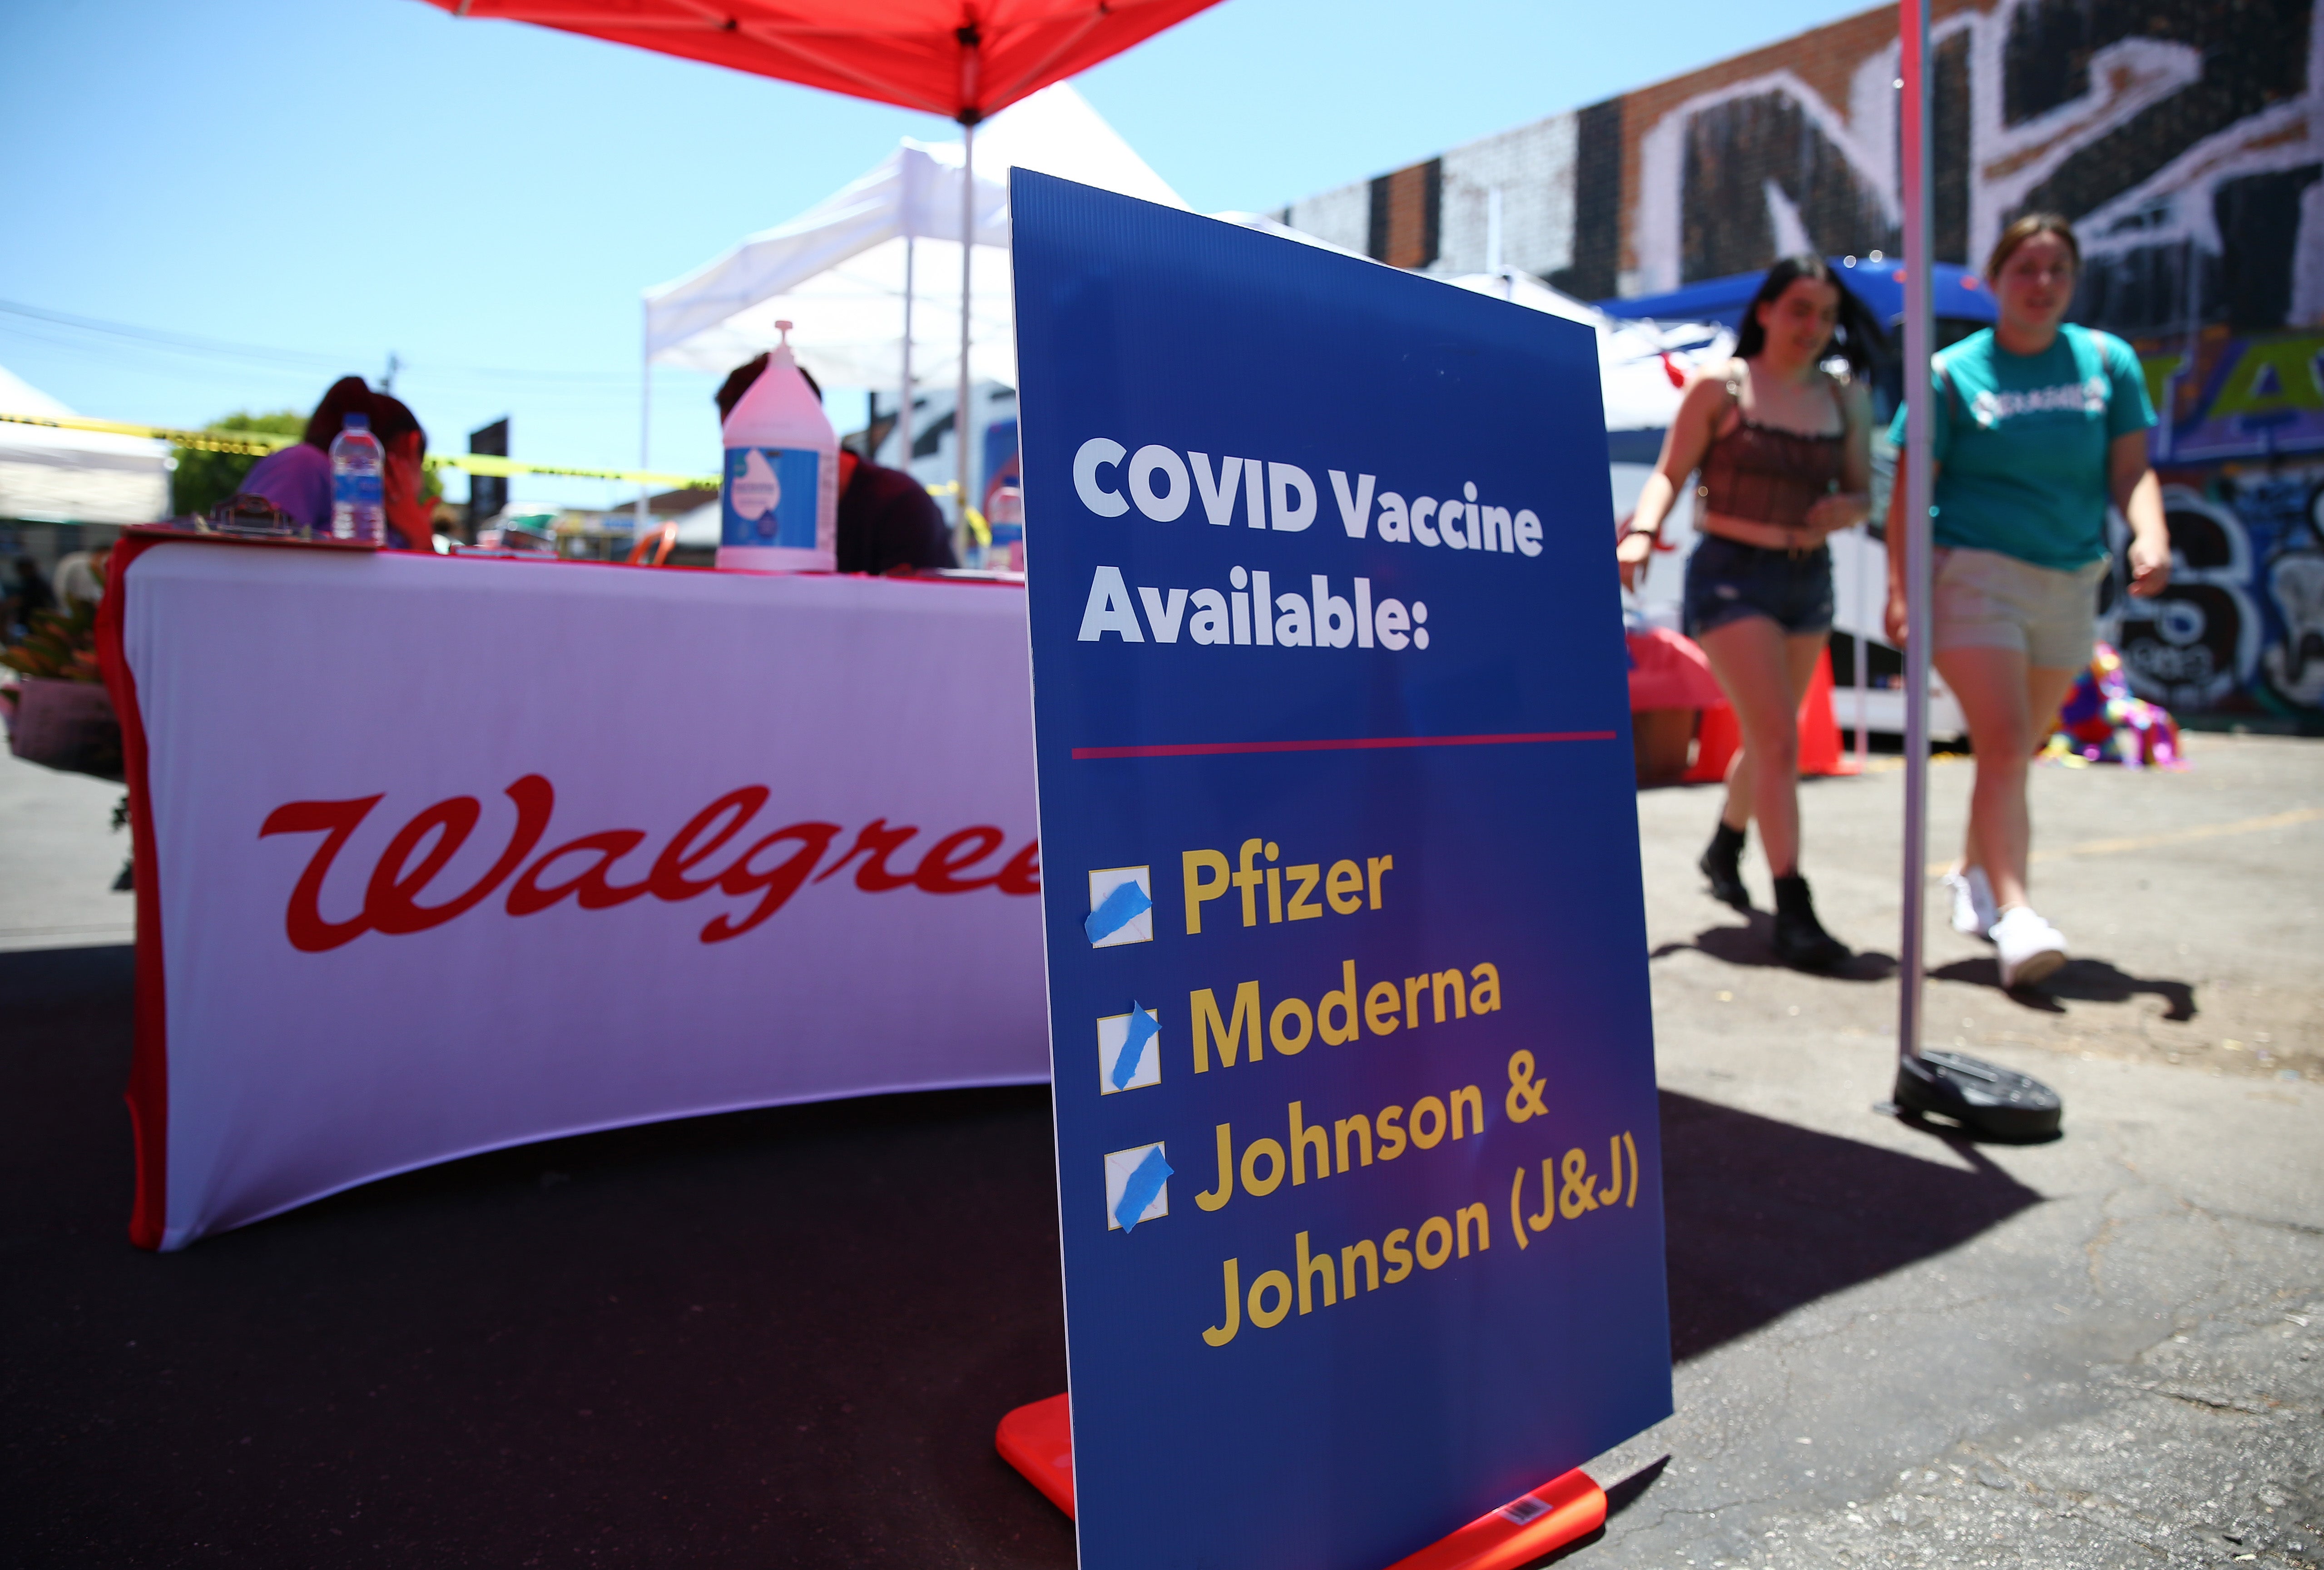 COVID Vaccine
Available:
Pfizer
Moderna
Johnson &
Johnson (J&J)
Walgree